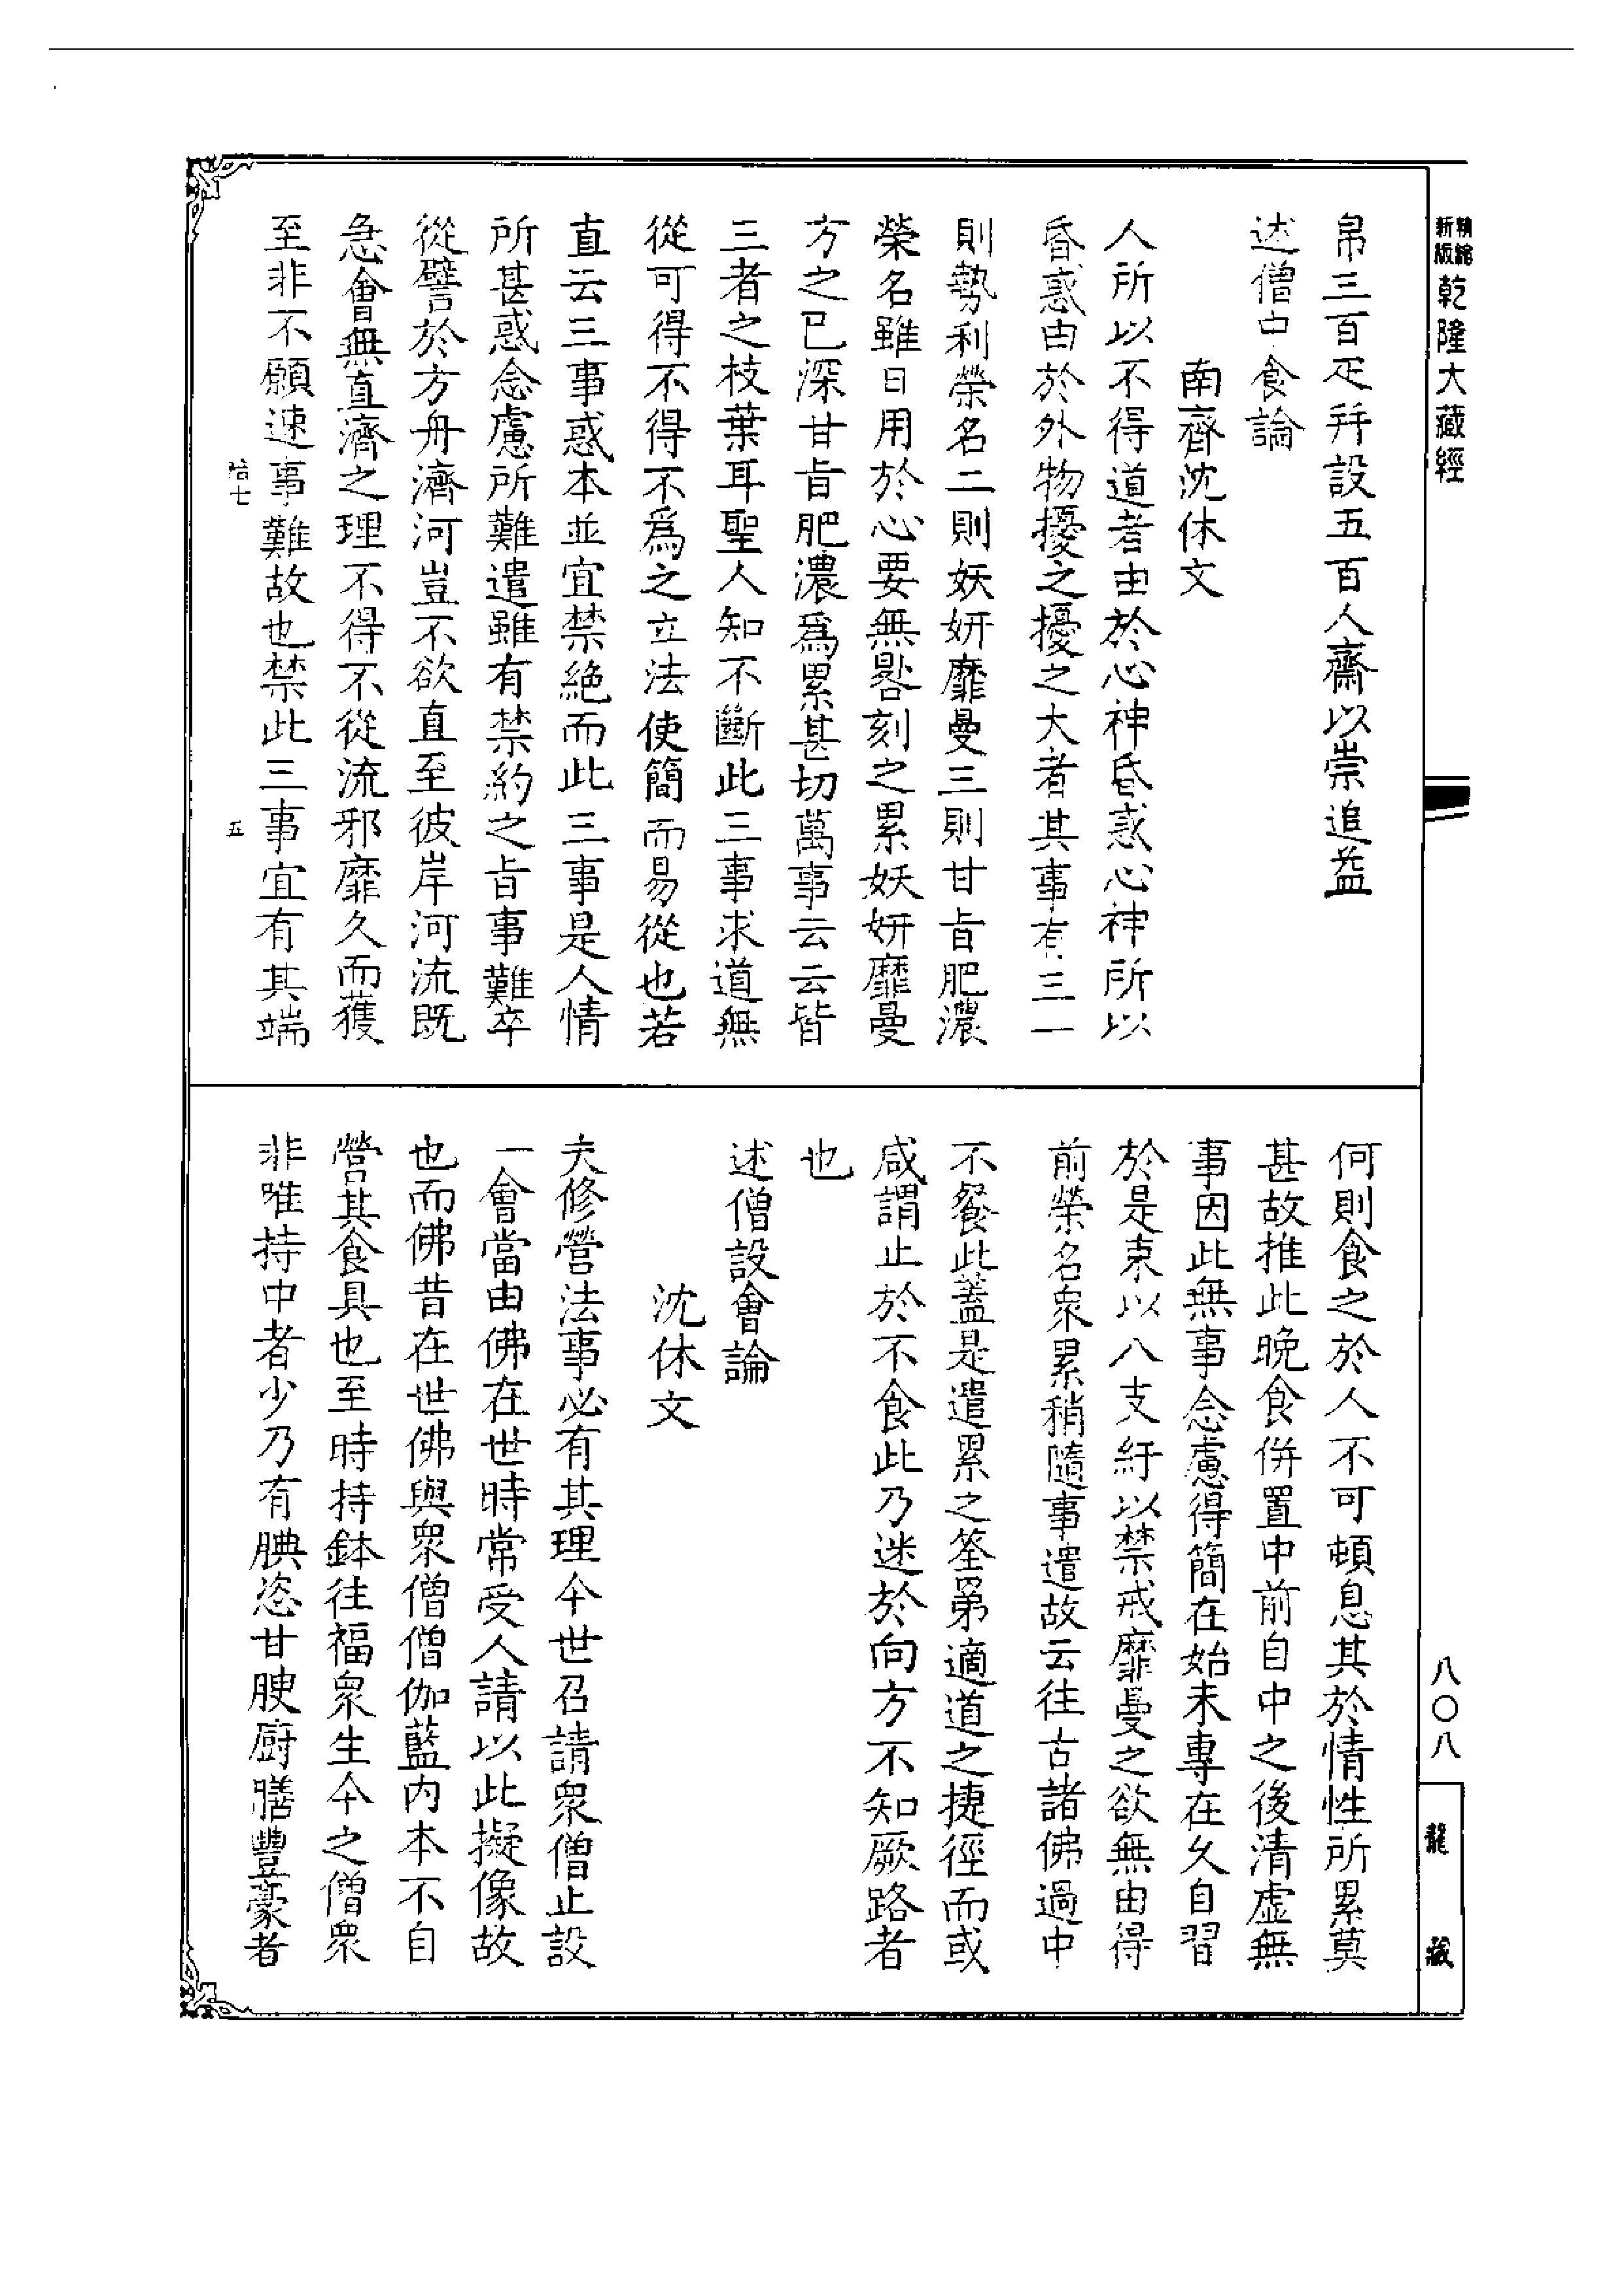 精縮
新版
乾隆大藏經
帛三百疋幷設五百人齋以崇追益
述僧中食論
南齊沈休文
人所以不得道者由於心神昏惑心神所以
昏惑由於外物擾之擾之大者其事有三一
則勢利榮名二則妖妍靡曼三則甘旨肥濃
榮名雖日用於心要無晷刻之累妖妍靡曼
方之已深甘旨肥濃爲累甚切萬事云云皆
三者之枝葉耳聖人知不斷此三事求道無
從可得不得不爲之立法使簡而易從也若
直云三事惑本並宜禁絶而此三事是人情
所甚惑念慮所難遣雖有禁約之旨事難卒
從譬於方舟濟河豈不欲直至彼岸河流既
急會無直濟之理不得不從流邪靡久而獲
至非不願速事難故也禁此三事宜有其端
五
何則食之於人不可頓息其於情性所累莫
甚故推此晚食併置中前自中之後清虛無
事因此無事念慮得簡在始未專在久自習
於是束以八支紆以禁戒靡曼之欲無由得
前榮名衆累稍隨事遣故云往古諸佛過中
不餐此蓋是遣累之筌第適道之捷徑而或
咸謂止於不食此乃迷於向方不知厥路者
也
述僧設會論
沈休文
夫修營法事必有其理今世召請衆僧止設
一會當由佛在世時常受人請以此擬像故
也而佛昔在世佛與衆僧僧伽藍内本不自
營其食具也至時持鉢往福衆生今之僧衆
非唯持中者少乃有腆恣甘腴廚膳豐豪者
八〇八
龍藏